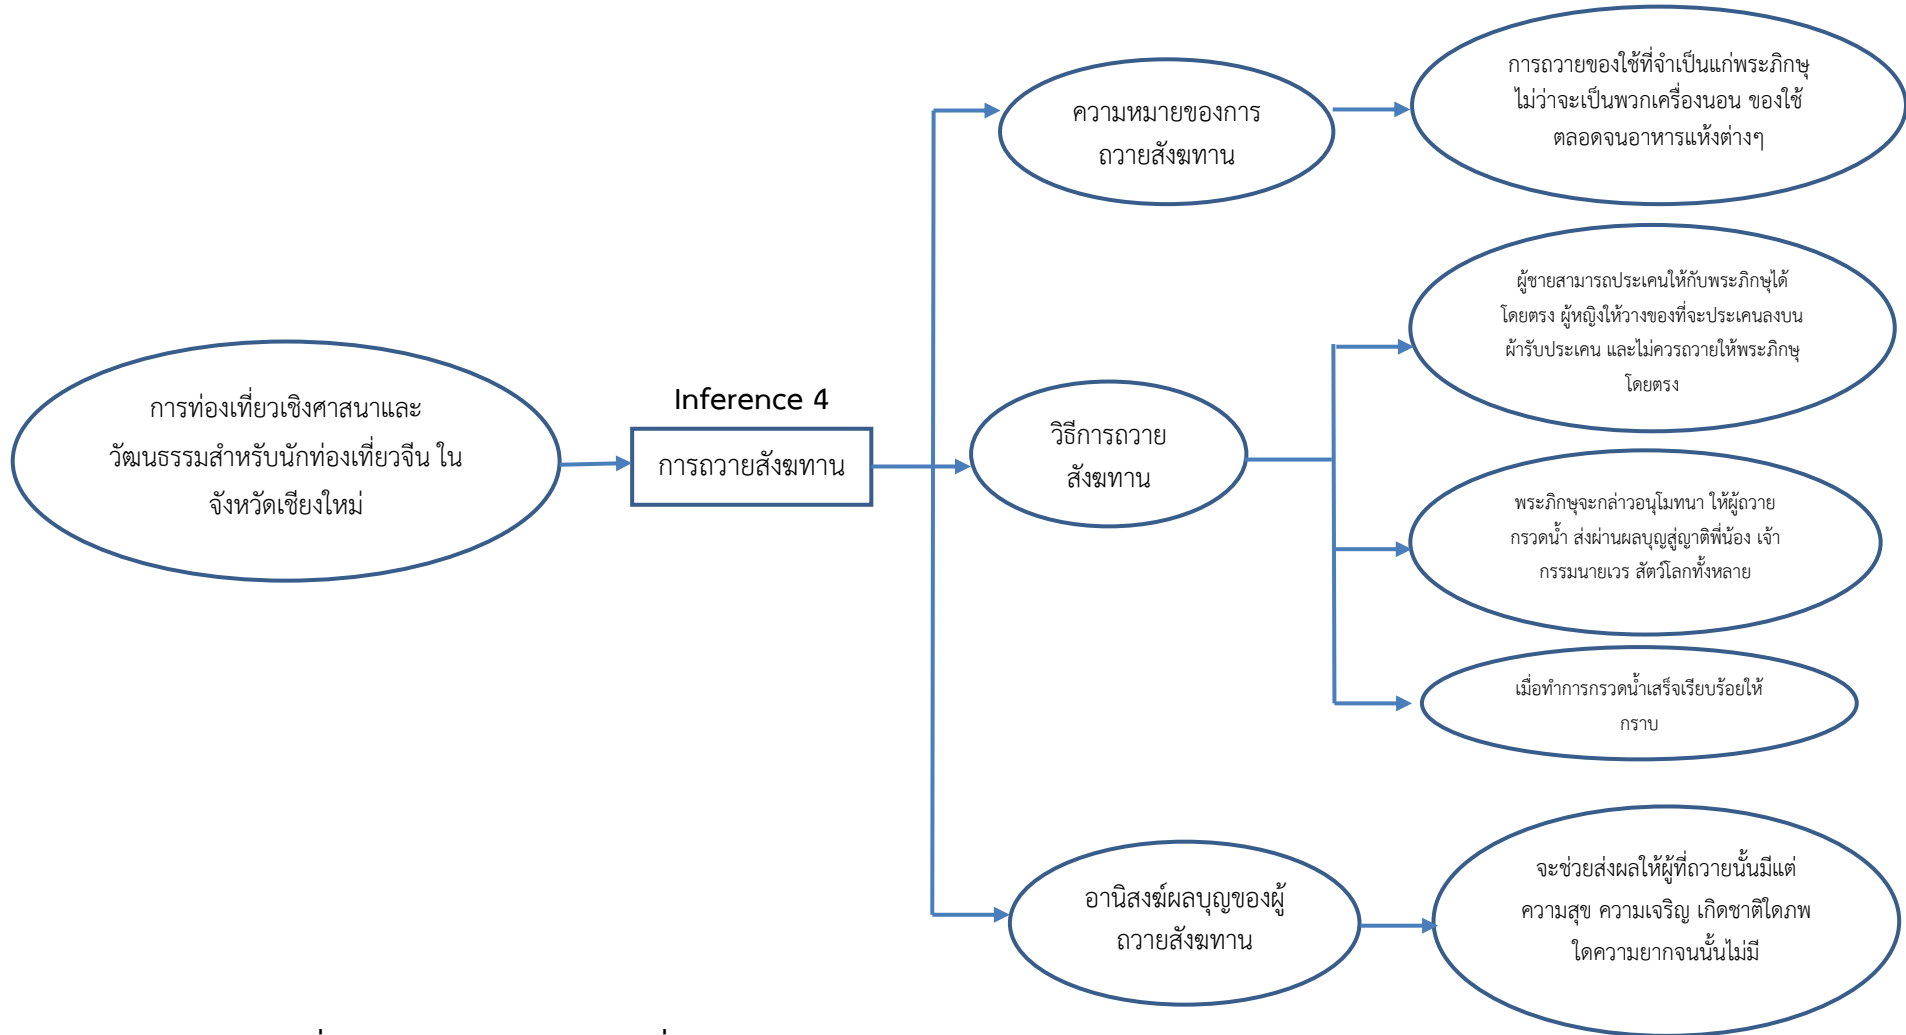 การท่องเที่ยวเชิงศาสนาและ
วัฒนธรรมสำหรับนักท่องเที่ยวจีน ใน
จังหวัดเชียงใหม่
Inference 4
การถวายสังฆทาน
ความหมายของการ
ถวายสังฆทาน
การถวายของใช้ที่จำเป็นแก่พระภิกษุ
ไม่ว่าจะเป็นพวกเครื่องนอน ของใช้
ตลอดจนอาหารแห้งต่างๆ
วิธีการถวาย
สังฆทาน
ผู้ชายสามารถประเคนให้กับพระภิกษุได้
โดยตรง ผู้หญิงให้วางของที่จะประเคนลงบน
ผ้ารับประเคน และไม่ควรถวายให้พระภิกษุ
โดยตรง
พระภิกษุจะกล่าวอนุโมทนา ให้ผู้ถวาย
กรวดน้ำ ส่งผ่านผลบุญสู่ญาติพี่น้อง เจ้า
กรรมนายเวร สัตว์โลกทั้งหลาย
เมื่อทำการกรวดน้ำเสร็จเรียบร้อยให้
กราบ
อานิสงฆ์ผลบุญของผู้
ถวายสังฆทาน
จะช่วยส่งผลให้ผู้ที่ถวายนั้นมีแต่
ความสุข ความเจริญ เกิดชาติใดภพ
ใดความยากจนนั้นไม่มี